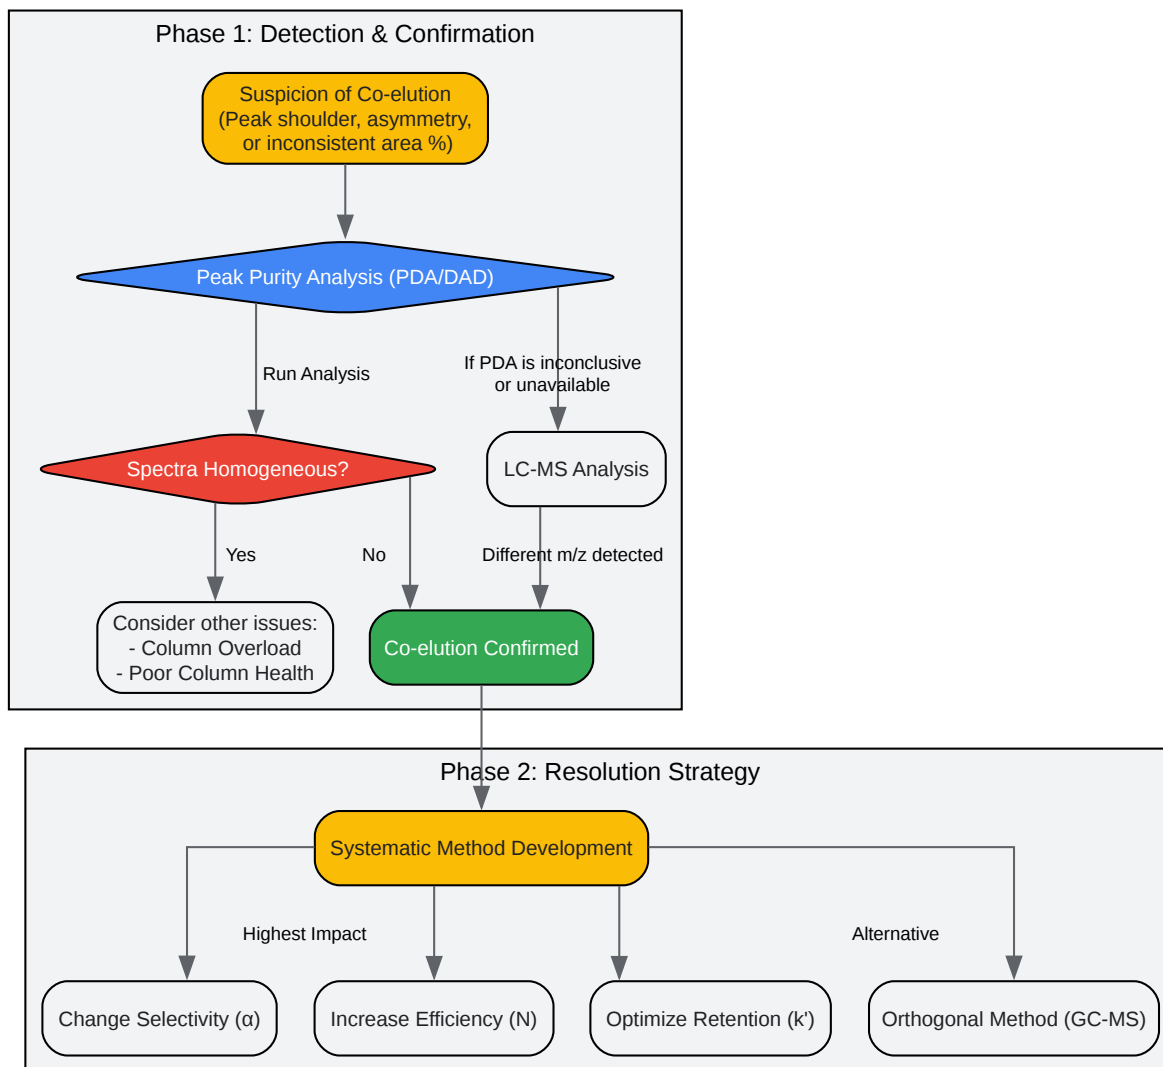 Phase 1: Detection & Confirmation
Suspicion of Co-elution
(Peak shoulder, asymmetry,
or inconsistent area %)
Peak Purity Analysis (PDA/DAD)
Run Analysis
If PDA is inconclusive
or unavailable
Spectra Homogeneous?
LC-MS Analysis
Yes
No
Different m/z detected
Consider other issues:
- Column Overload
- Poor Column Health
Co-elution Confirmed
Phase 2: Resolution Strategy
Systematic Method Development
Highest Impact
Alternative
Change Selectivity (α)
Increase Efficiency (N)
Optimize Retention (k')
Orthogonal Method (GC-MS)